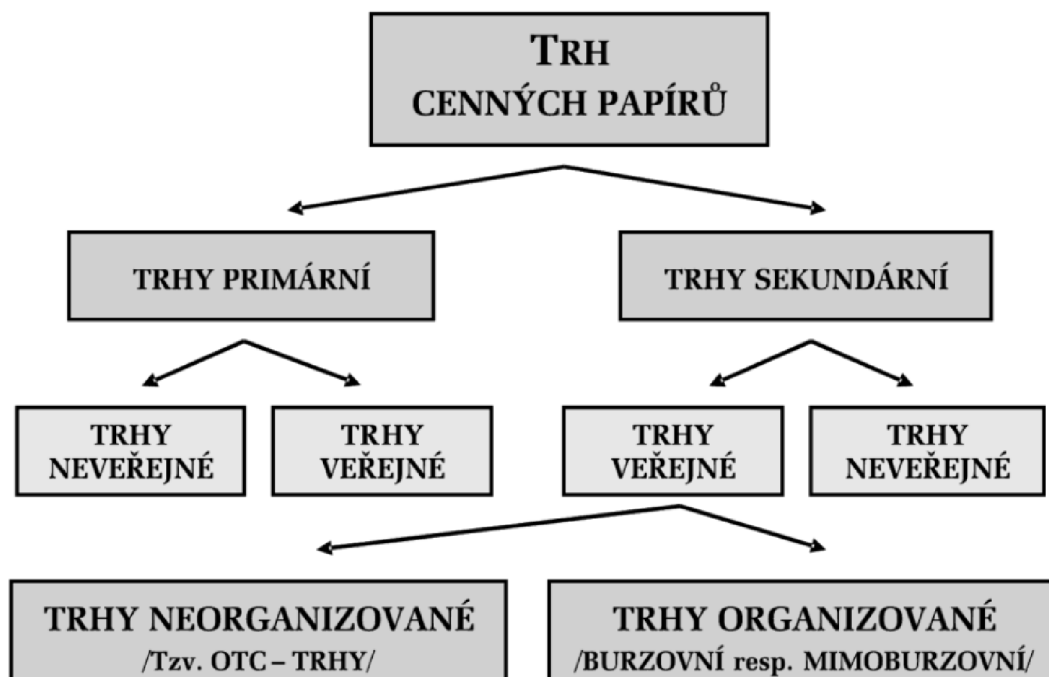 TRH
CENNÝCH PAPÍRŮ
TRHY PRIMÁRNÍ
TRHY SEKUNDÁRNÍ
TRHY
NEVEŘEJNÉ
TRHY
VEŘEJNÉ
TRHY
VEŘEJNÉ
TRHY
NEVEŘEJNÉ
TRHY NEORGANIZOVANÉ
/Tzv. OTC – TRHY/
TRHY ORGANIZOVANÉ
/BURZOVNÍ resp. MIMOBURZOVNÍ/